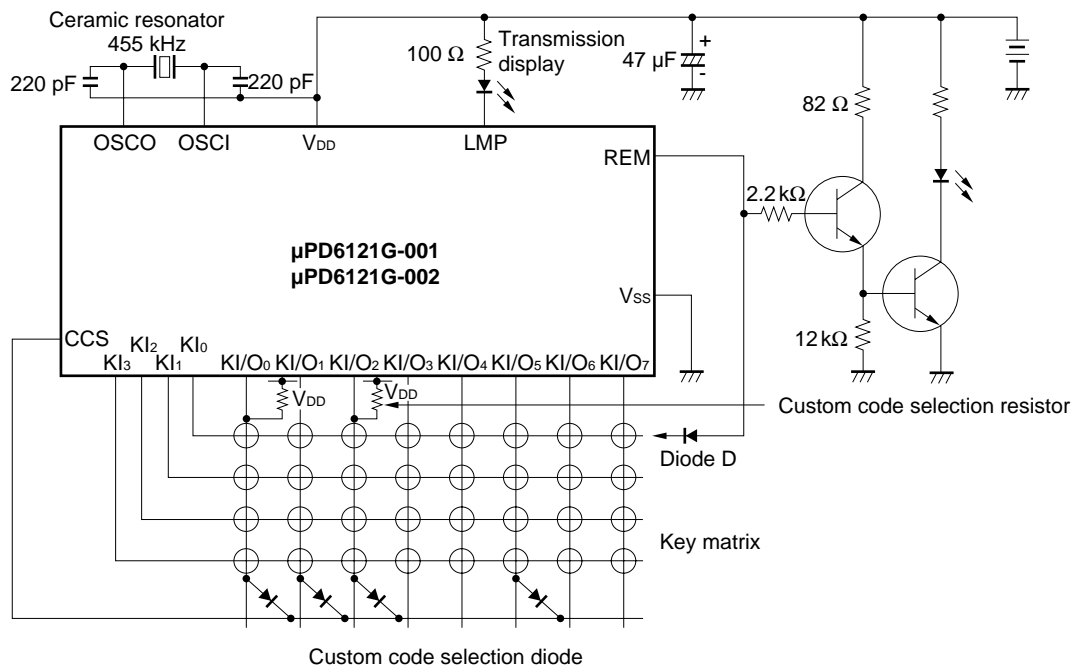 Ceramic resonator
455 kHz
220 pF
220 pF
100 Ω
Transmission
display
47 µF
+
-
82 Ω
OSCO
OSCI
VDD
LMP
REM
2.2 kΩ
µPD6121G-001
µPD6121G-002
VSS
12 kΩ
CCS
KI3
KI2
KI1
KI0
KI/O0
KI/O1
KI/O2
KI/O3
KI/O4
KI/O5
KI/O6
KI/O7
VDD
VDD
Custom code selection resistor
Diode D
Key matrix
Custom code selection diode